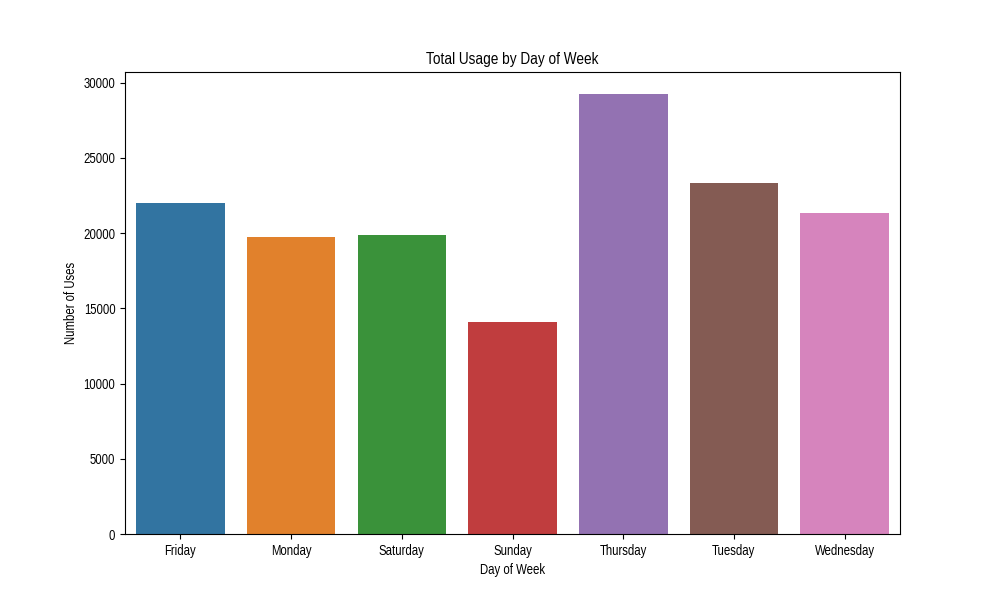 Total Usage by Day of Week
30000
25000
20000
15000
10000
5000
0
Number of Uses
Friday Monday Saturday Sunday Thursday Tuesday Wednesday
Day of Week